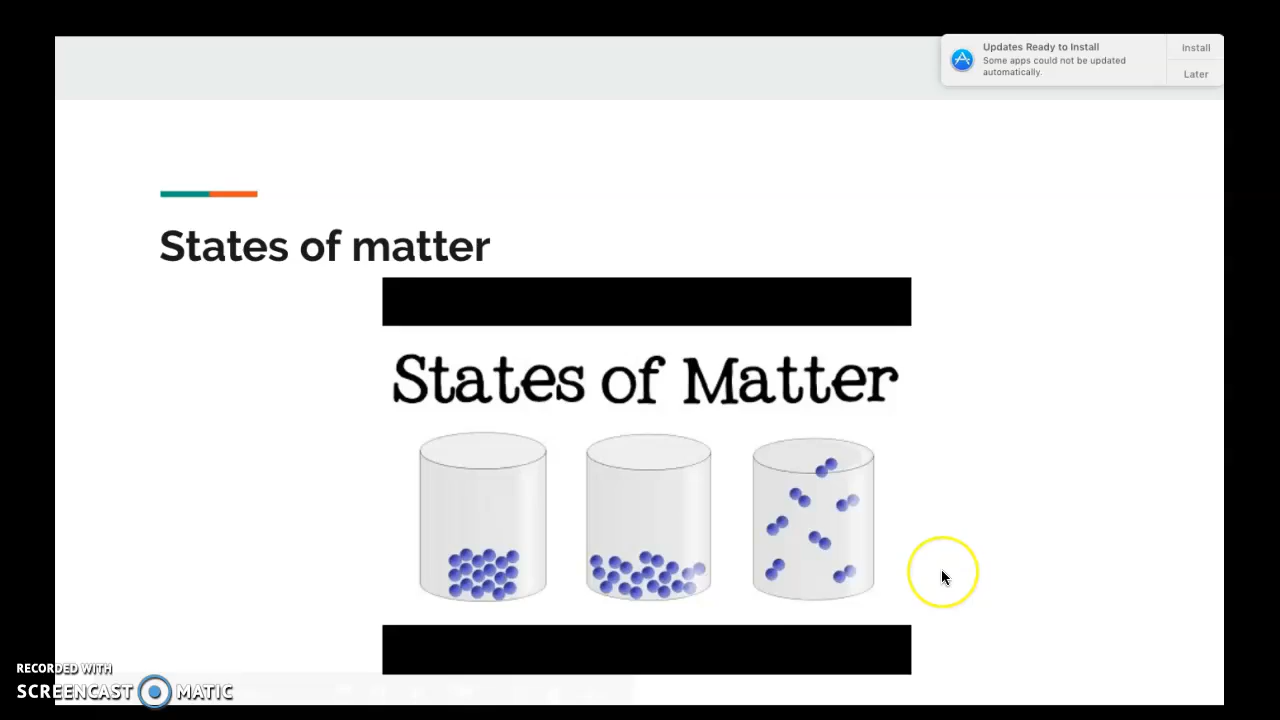 Updates Ready to Install
Some apps could not be updated
automatically.
Install
Later
States of matter
States of Matter
RECORDED WITH
SCREENCAST MATIC